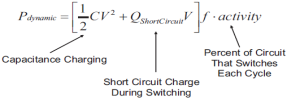 P_dynamic = [1/2 CV² + Q_ShortCircuit V] f · activity
Capacitance Charging
Percent of Circuit
That Switches
Each Cycle
Short Circuit Charge
During Switching